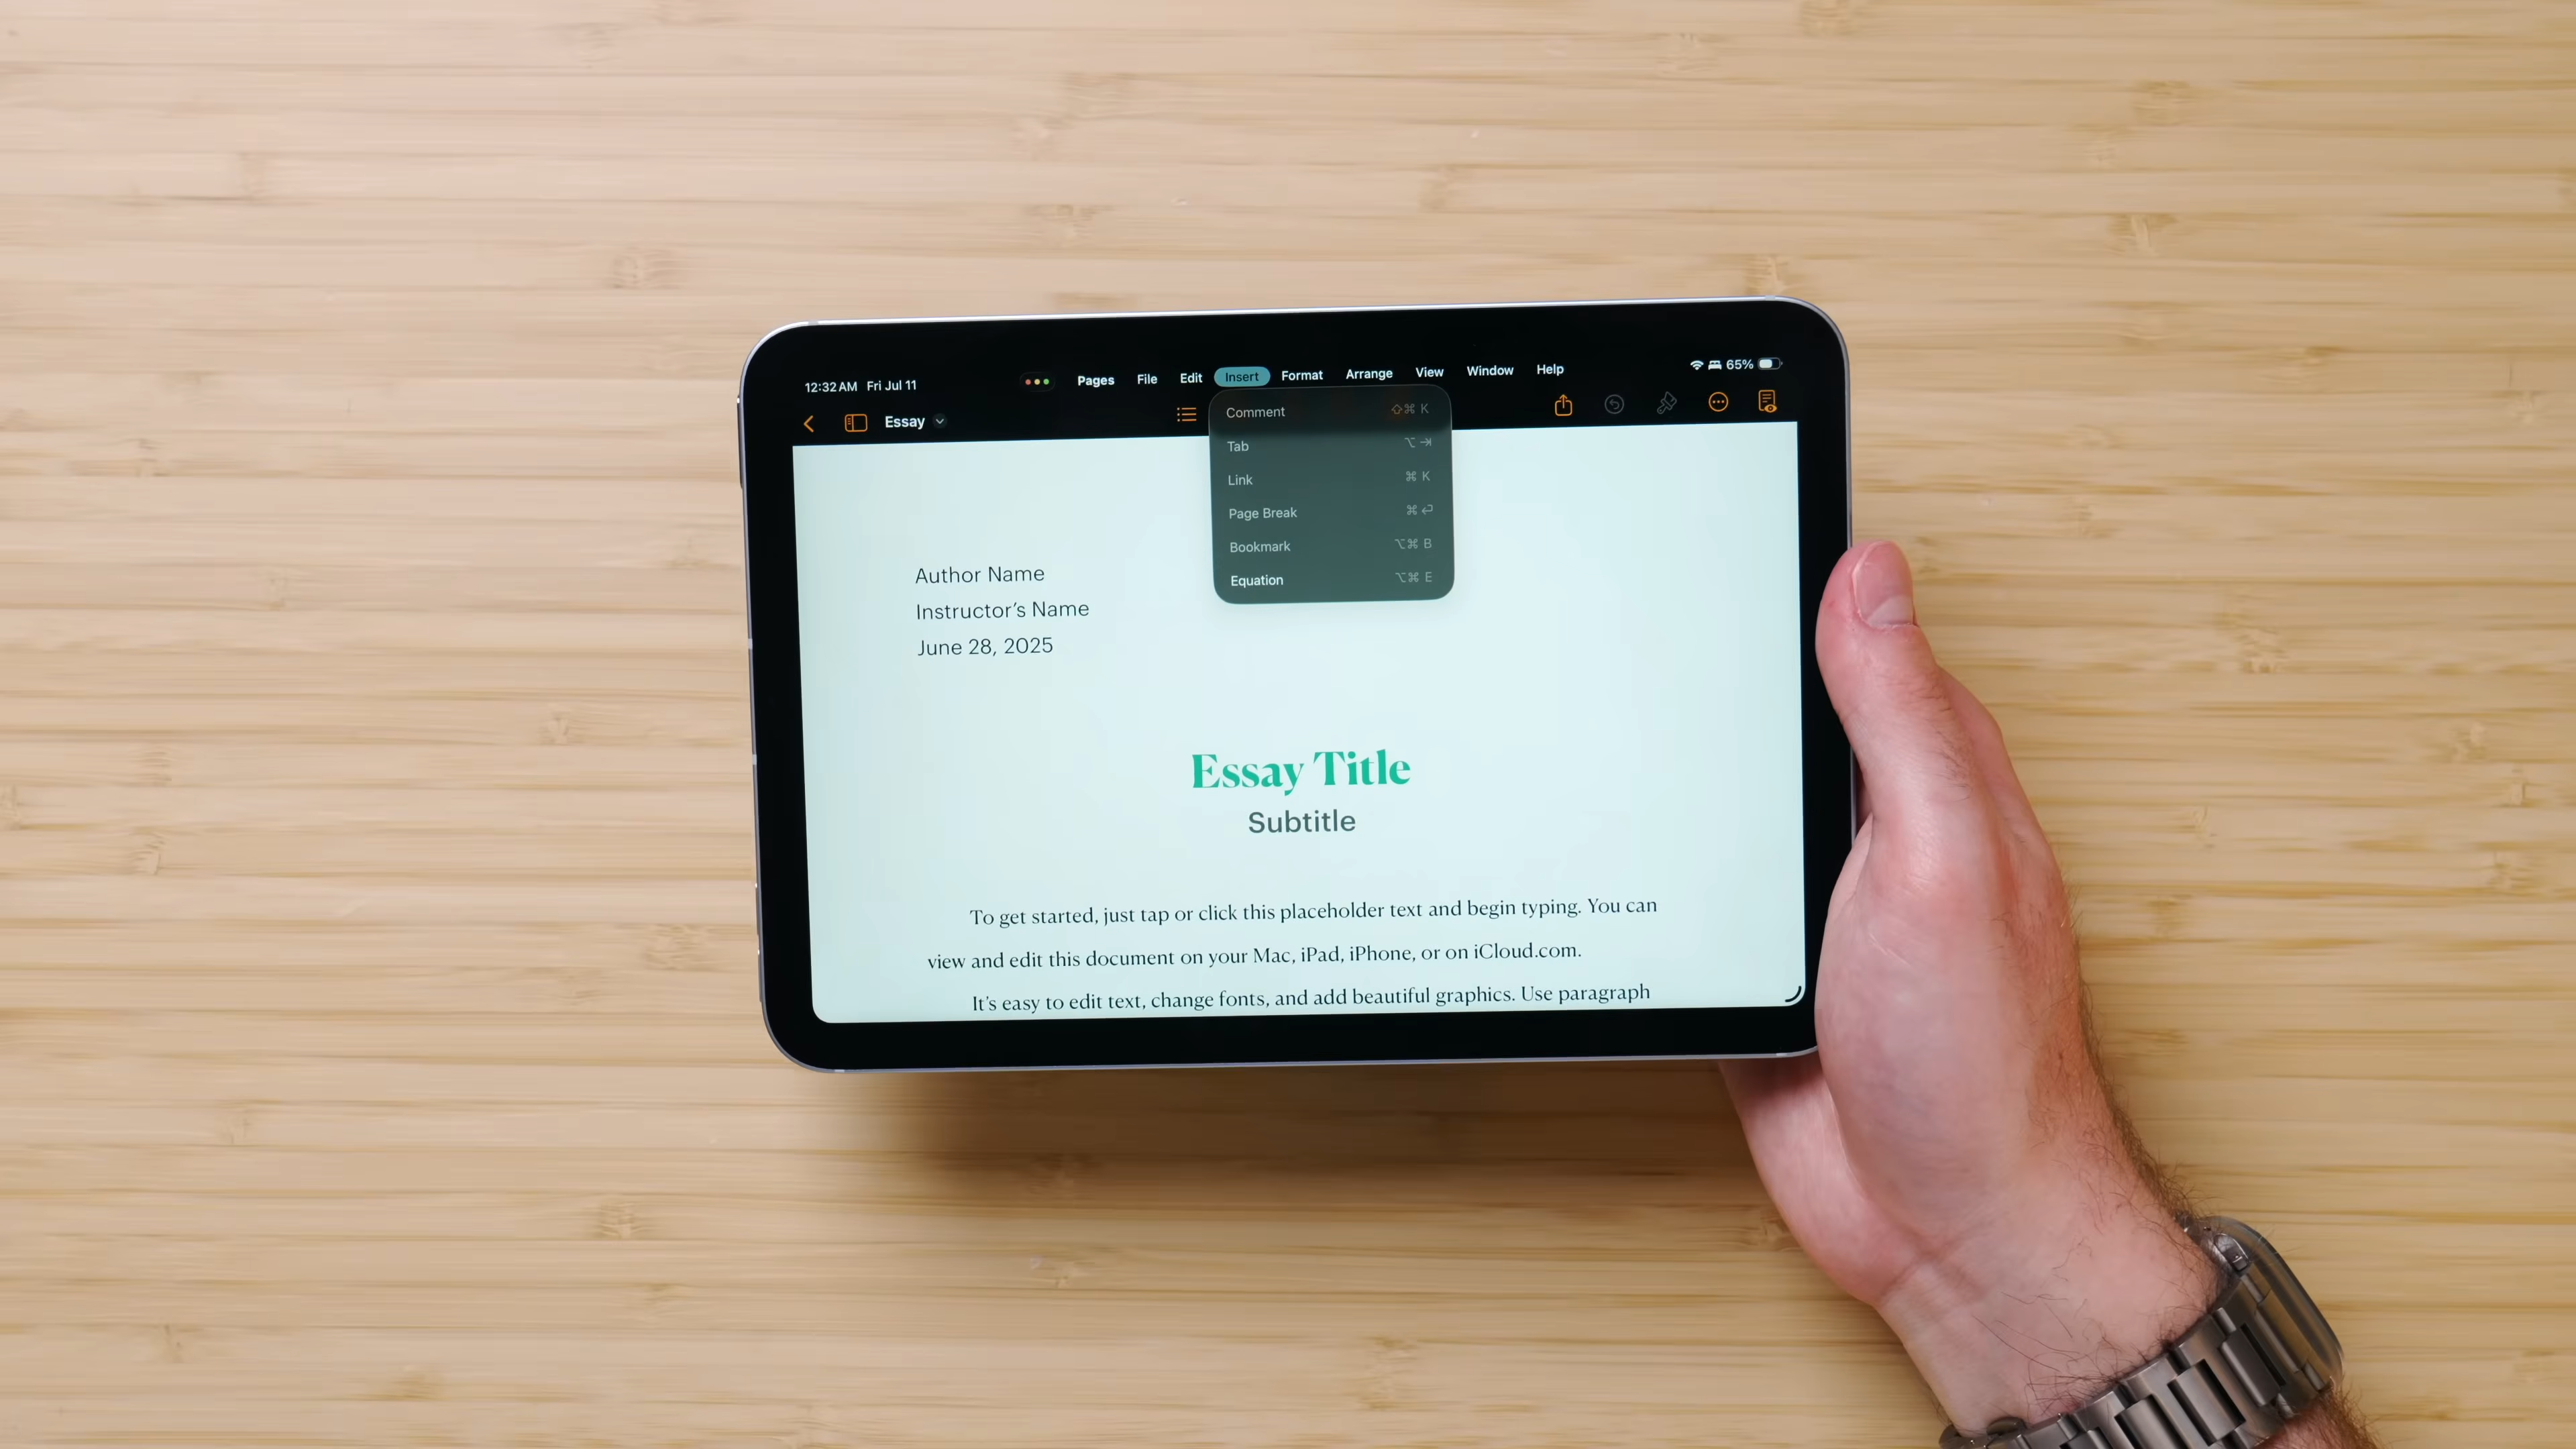 12:32 AM Fri Jul 11
Pages File Edit Insert Format Arrange View Window Help
65%
Essay
Comment ⇧⌘ K
Tab ⌥ ⇥
Link ⌘ K
Page Break ⌘ ⏎
Bookmark ⌥⌘ B
Equation ⌥⌘ E
Author Name
Instructor’s Name
June 28, 2025
Essay Title
Subtitle
To get started, just tap or click this placeholder text and begin typing. You can
view and edit this document on your Mac, iPad, iPhone, or on iCloud.com.
It’s easy to edit text, change fonts, and add beautiful graphics. Use paragraph